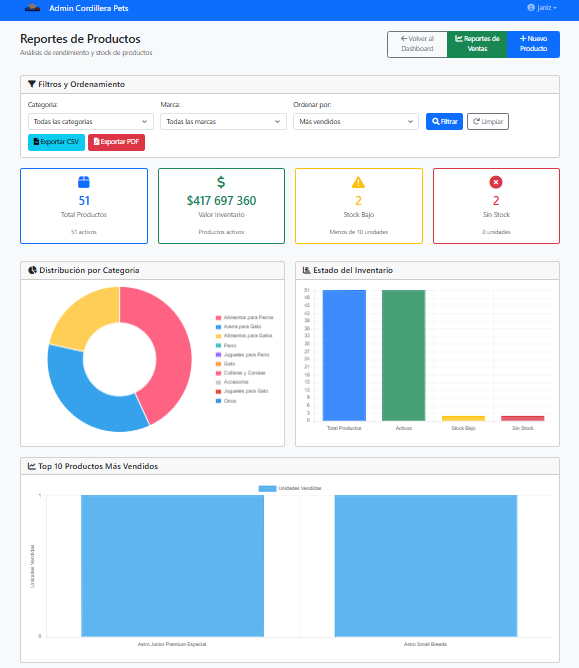 Admin Cordillera Pets
janiz
Reportes de Productos
Análisis de rendimiento y stock de productos
Volver al Dashboard
Reportes de Ventas
Nuevo Producto
Filtros y Ordenamiento
Categoría:
Marca:
Ordenar por:
Todas las categorías
Todas las marcas
Más vendidos
Filtrar
Limpiar
Exportar CSV
Exportar PDF
51
Total Productos
51 activos
$417 697 360
Valor Inventario
Productos activos
2
Stock Bajo
Menos de 10 unidades
2
Sin Stock
0 unidades
Distribución por Categoría
Alimentos para Perros
Arena para Gato
Alimentos para Gatos
Perro
Juguetes para Perro
Gato
Collares y Correas
Accesorios
Juguetes para Gato
Otros
Estado del Inventario
51
48
45
42
39
36
33
30
27
24
21
18
15
12
9
6
3
0
Total Productos
Activos
Stock Bajo
Sin Stock
Top 10 Productos Más Vendidos
Unidades Vendidas
Unidades Vendidas
1
0
Astro Junior Premium Especial
Astro Small Breeds